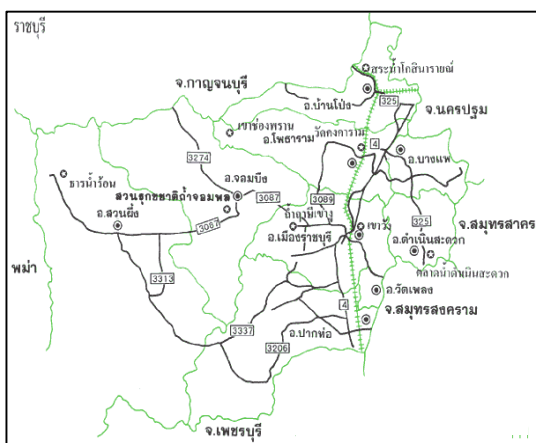 ราชบุรี
สระน้ำโกสินารายณ์
จ.กาญจนบุรี
325
อ.บ้านโป่ง
จ.นครปฐม
เขาช่องพราน
อ.โพธาราม
วัดคงคาราม
4
3274
อ.บางแพ
ธารน้ำร้อน
อ.จอมบึง
สวนรุกขชาติถ้ำจอมพล
3087
3089
ถ้ำฤาษีเขางู
325
จ.สมุทรสาคร
อ.สวนผึ้ง
3087
อ.เมืองราชบุรี
เขาวัง
อ.ดำเนินสะดวก
ตลาดน้ำดำเนินสะดวก
พม่า
3313
อ.วัดเพลง
4
จ.สมุทรสงคราม
3337
อ.ปากท่อ
3206
จ.เพชรบุรี